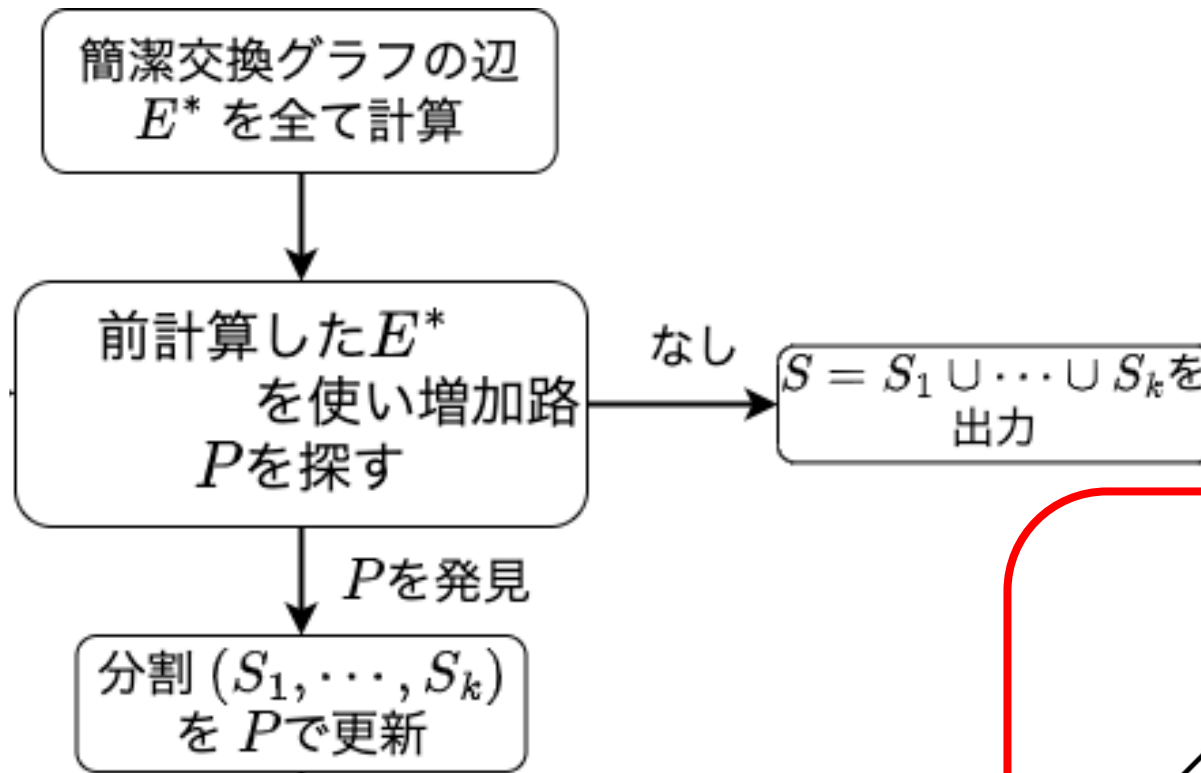 簡潔交換グラフの辺
E* を全て計算
前計算したE*
を使い増加路
Pを探す
なし
S = S₁ ∪ ⋯ ∪ Sₖを
出力
Pを発見
分割 (S₁, ⋯, Sₖ)
を Pで更新